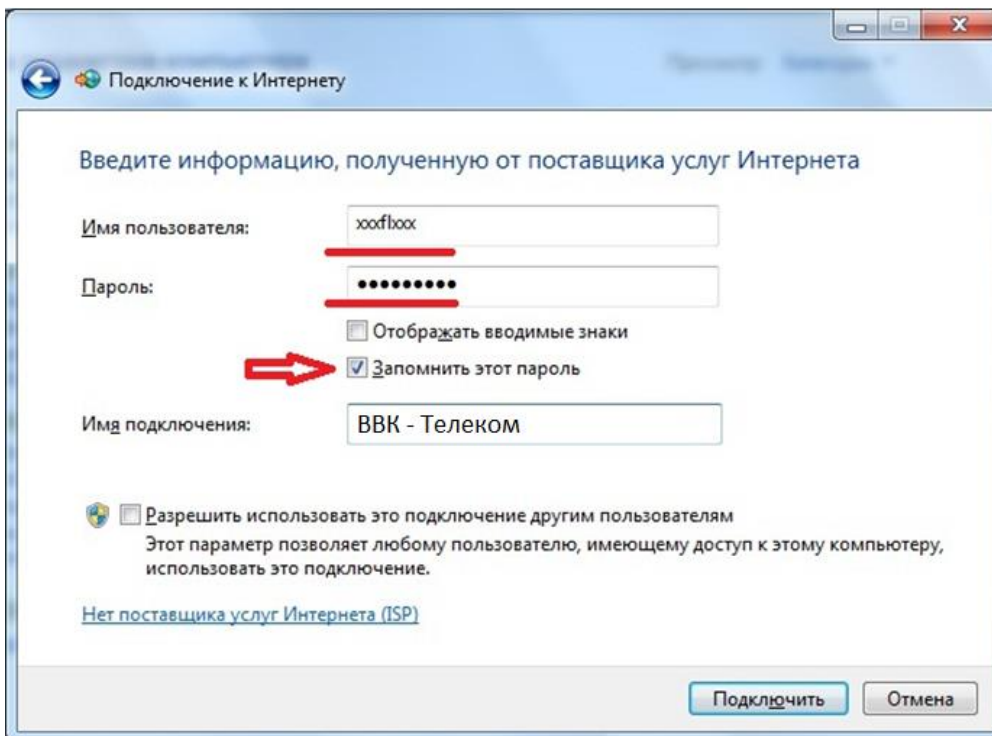 Подключение к Интернету
Введите информацию, полученную от поставщика услуг Интернета
Имя пользователя:
xxxflxxx
Пароль:
•••••••••
Отображать вводимые знаки
Запомнить этот пароль
Имя подключения:
ВВК - Телеком
Разрешить использовать это подключение другим пользователям
Этот параметр позволяет любому пользователю, имеющему доступ к этому компьютеру,
использовать это подключение.
Нет поставщика услуг Интернета (ISP)
Подключить
Отмена